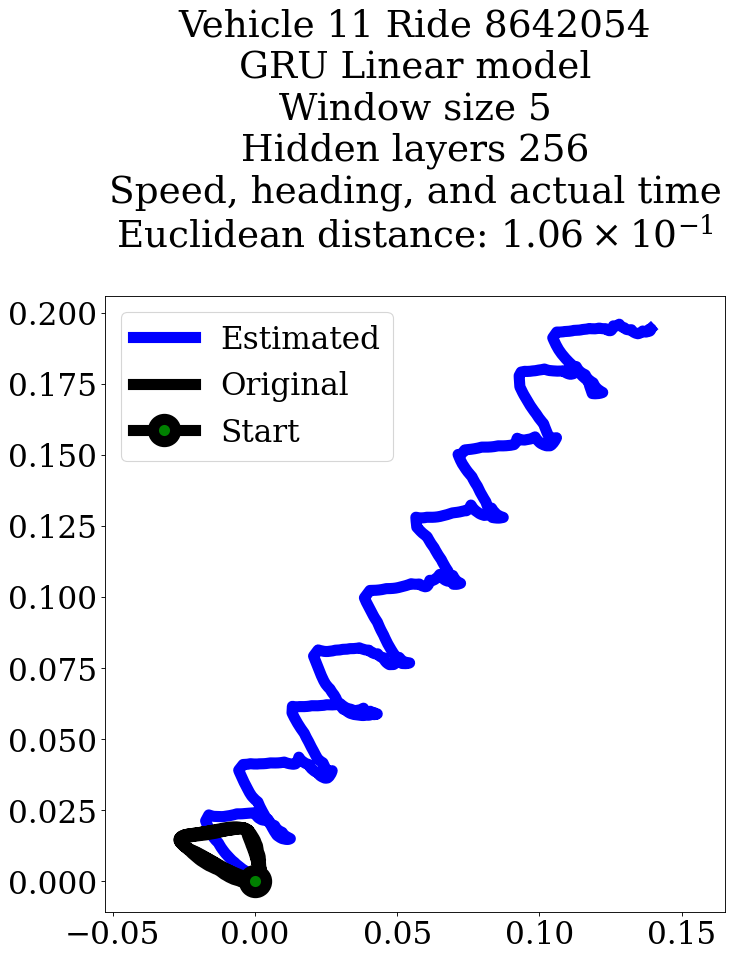 Vehicle 11 Ride 8642054
GRU Linear model
Window size 5
Hidden layers 256
Speed, heading, and actual time
Euclidean distance: 1.06 × 10⁻¹
Estimated
Original
Start
0.200
0.175
0.150
0.125
0.100
0.075
0.050
0.025
0.000
−0.05 0.00 0.05 0.10 0.15